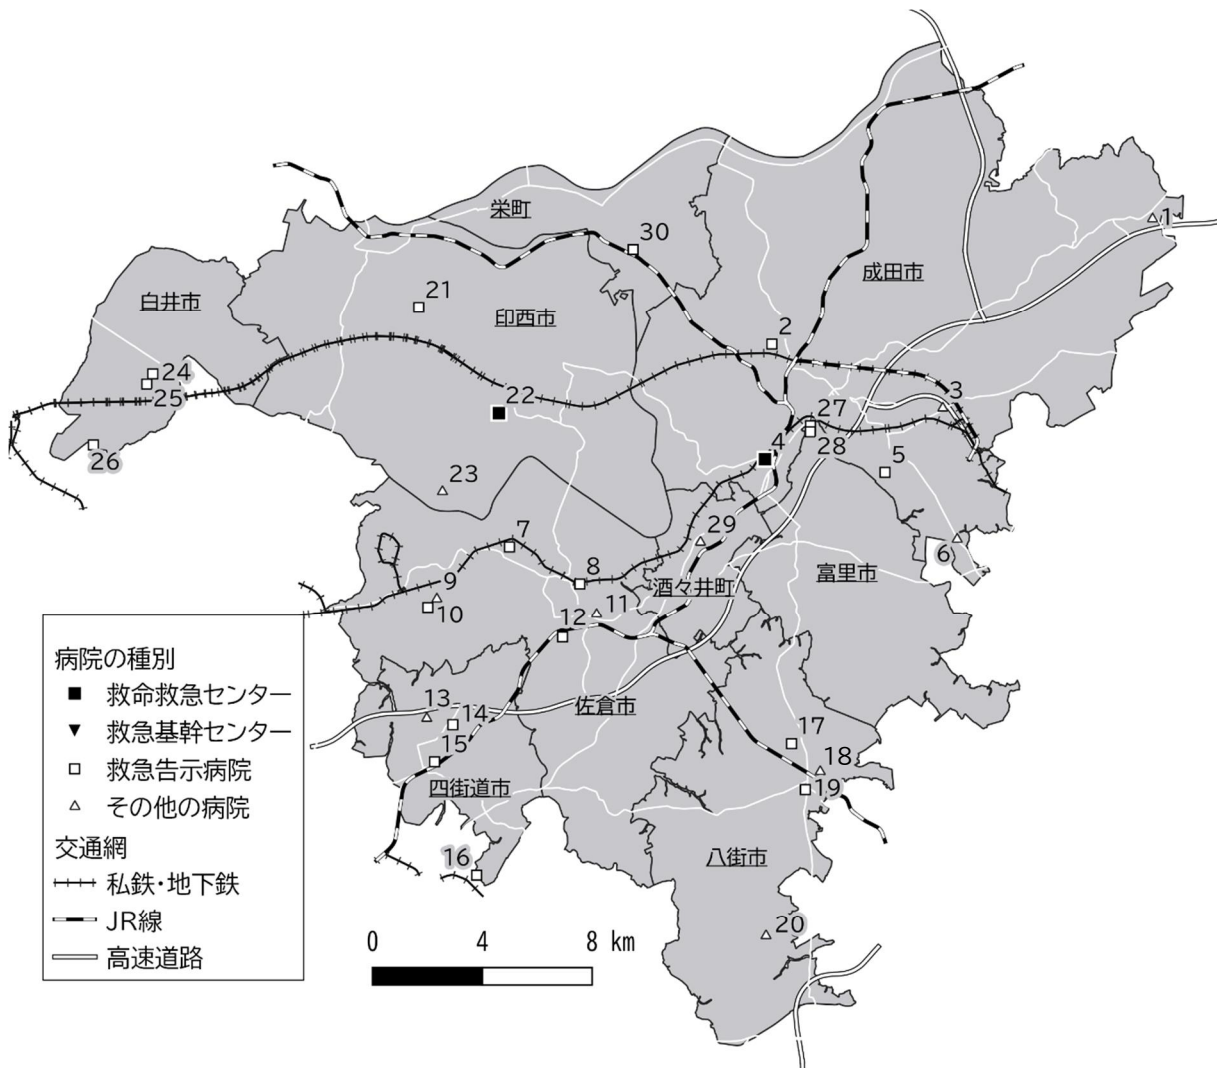 栄町
30
1
成田市
21
白井市
印西市
2
24
25
22
3
27
28
4
26
5
23
29
7
6
8
酒々井町
富里市
9
10
11
12
病院の種別
救命救急センター
救急基幹センター
救急告示病院
その他の病院
交通網
私鉄・地下鉄
JR線
高速道路
13
14
佐倉市
15
四街道市
17
18
19
16
八街市
20
0 4 8 km